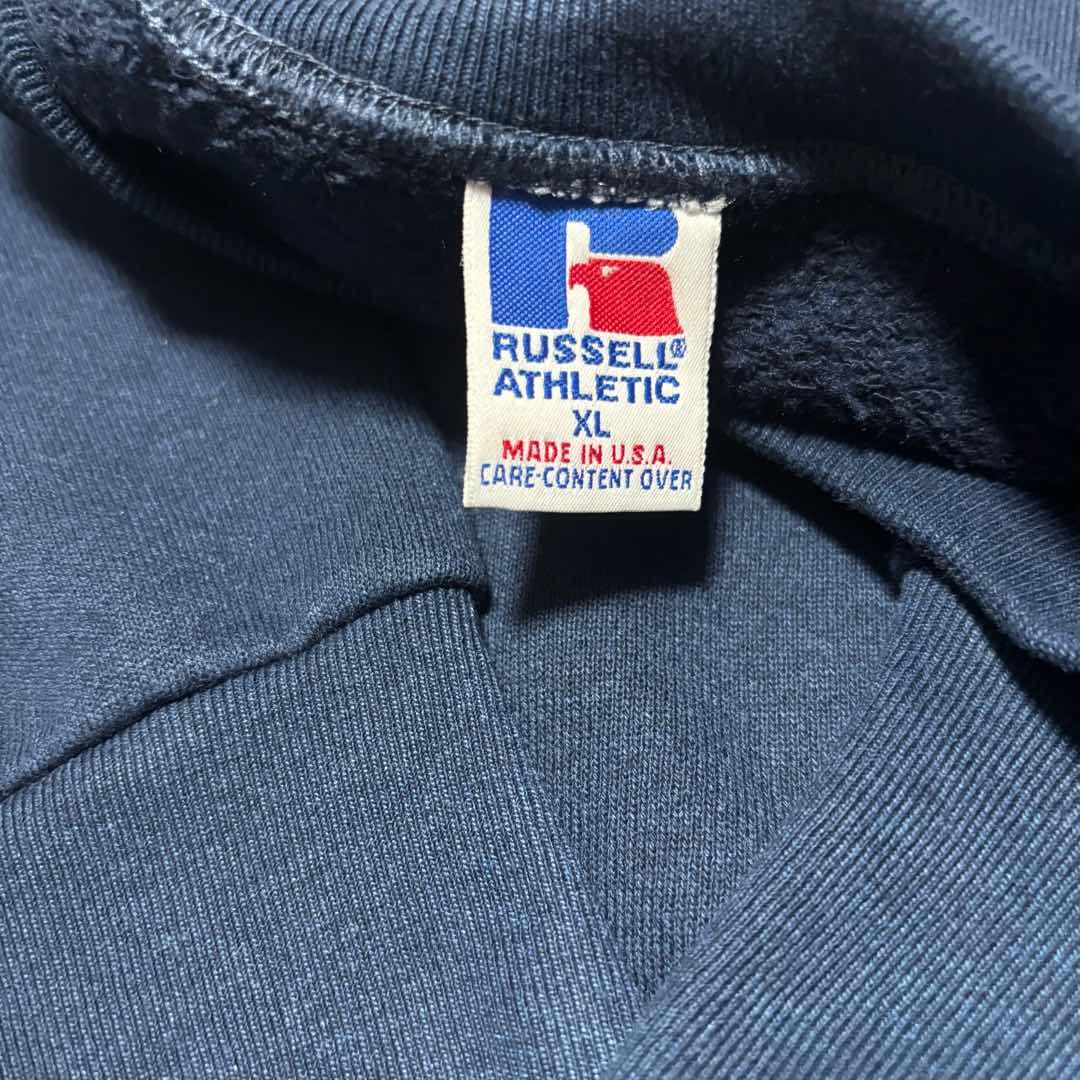 RUSSELL®
ATHLETIC
XL
MADE IN U.S.A.
CARE-CONTENT OVER